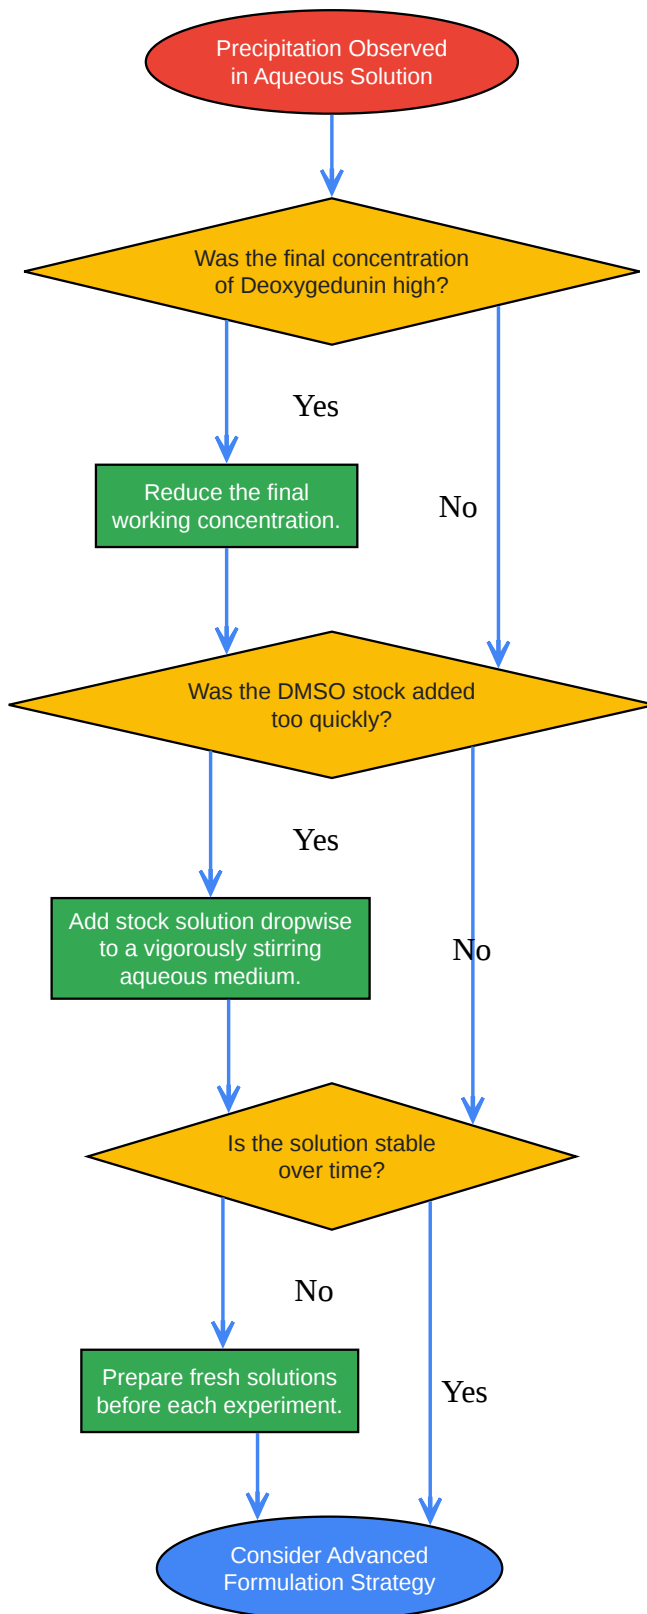 Precipitation Observed
in Aqueous Solution
Was the final concentration
of Deoxygedunin high?
Yes
Reduce the final
working concentration.
No
Was the DMSO stock added
too quickly?
Yes
Add stock solution dropwise
to a vigorously stirring
aqueous medium.
No
Is the solution stable
over time?
No
Prepare fresh solutions
before each experiment.
Yes
Consider Advanced
Formulation Strategy